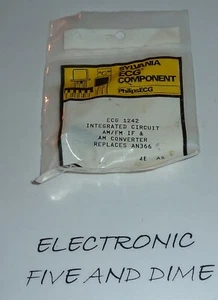 SYLVANIA
ECG
COMPONENT
PhilipsECG
ECG 1242
INTEGRATED CIRCUIT
AM/FM IF &
AM CONVERTER
REPLACES AN366
ELECTRONIC
FIVE AND DIME